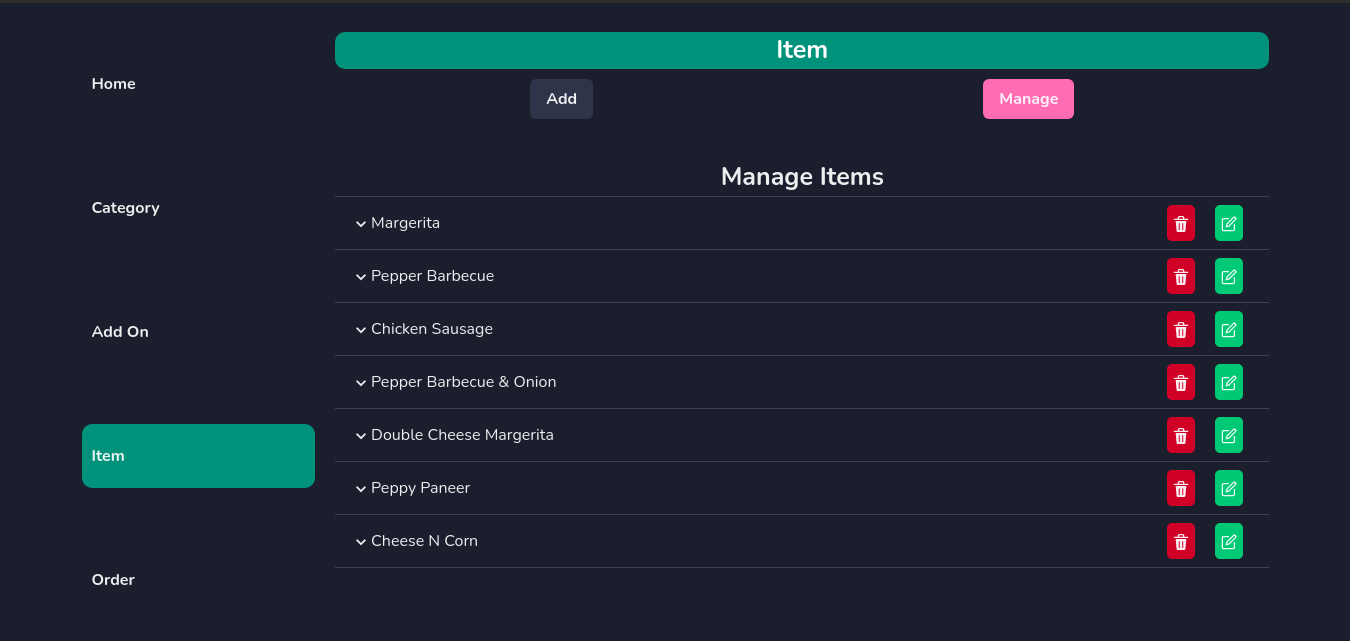 Item
Home
Add
Manage
Manage Items
Category
Margerita
Pepper Barbecue
Add On
Chicken Sausage
Pepper Barbecue & Onion
Double Cheese Margerita
Item
Peppy Paneer
Cheese N Corn
Order